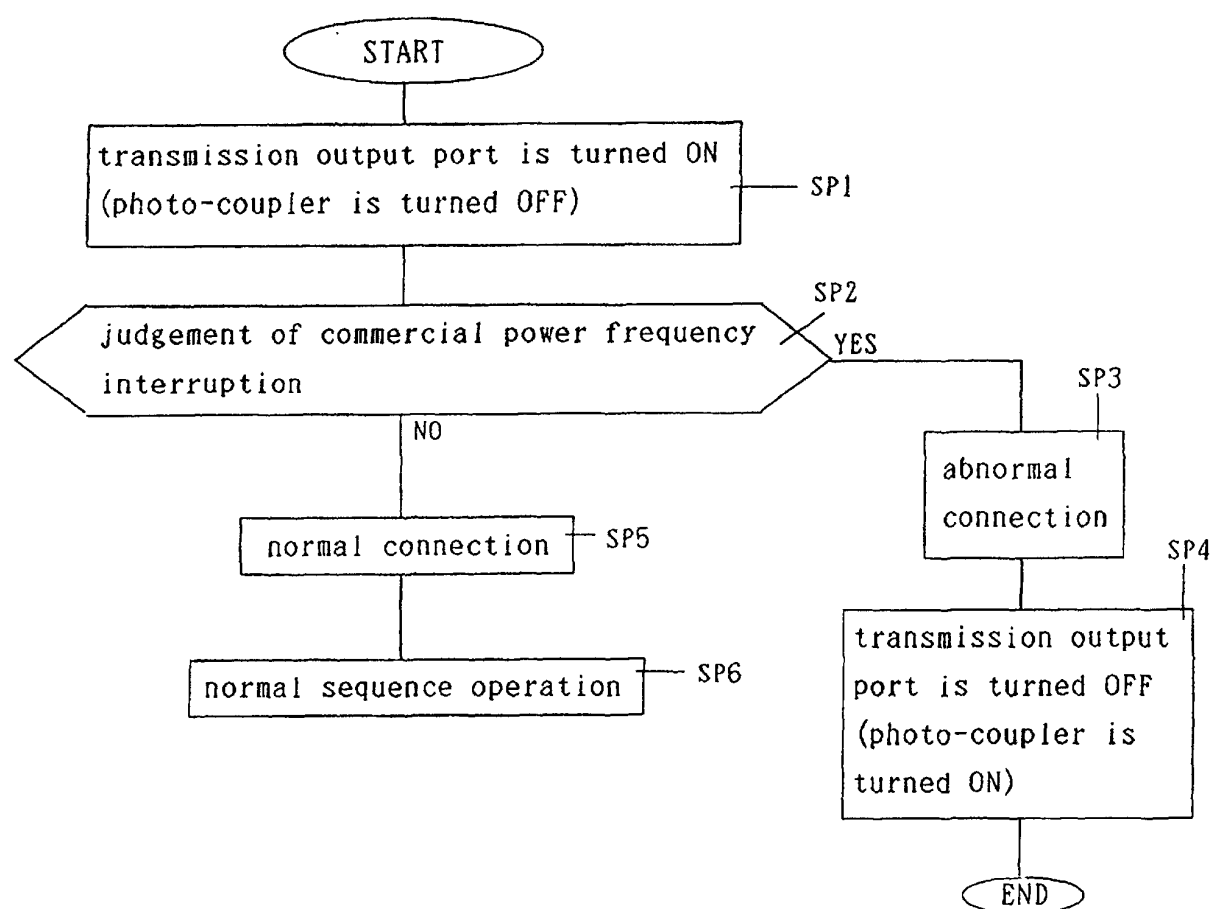 START
transmission output port is turned ON
(photo-coupler is turned OFF)
SP1
judgement of commercial power frequency
interruption
SP2
YES
NO
SP3
abnormal
connection
normal connection
SP5
SP4
transmission output
port is turned OFF
(photo-coupler is
turned ON)
normal sequence operation
SP6
END